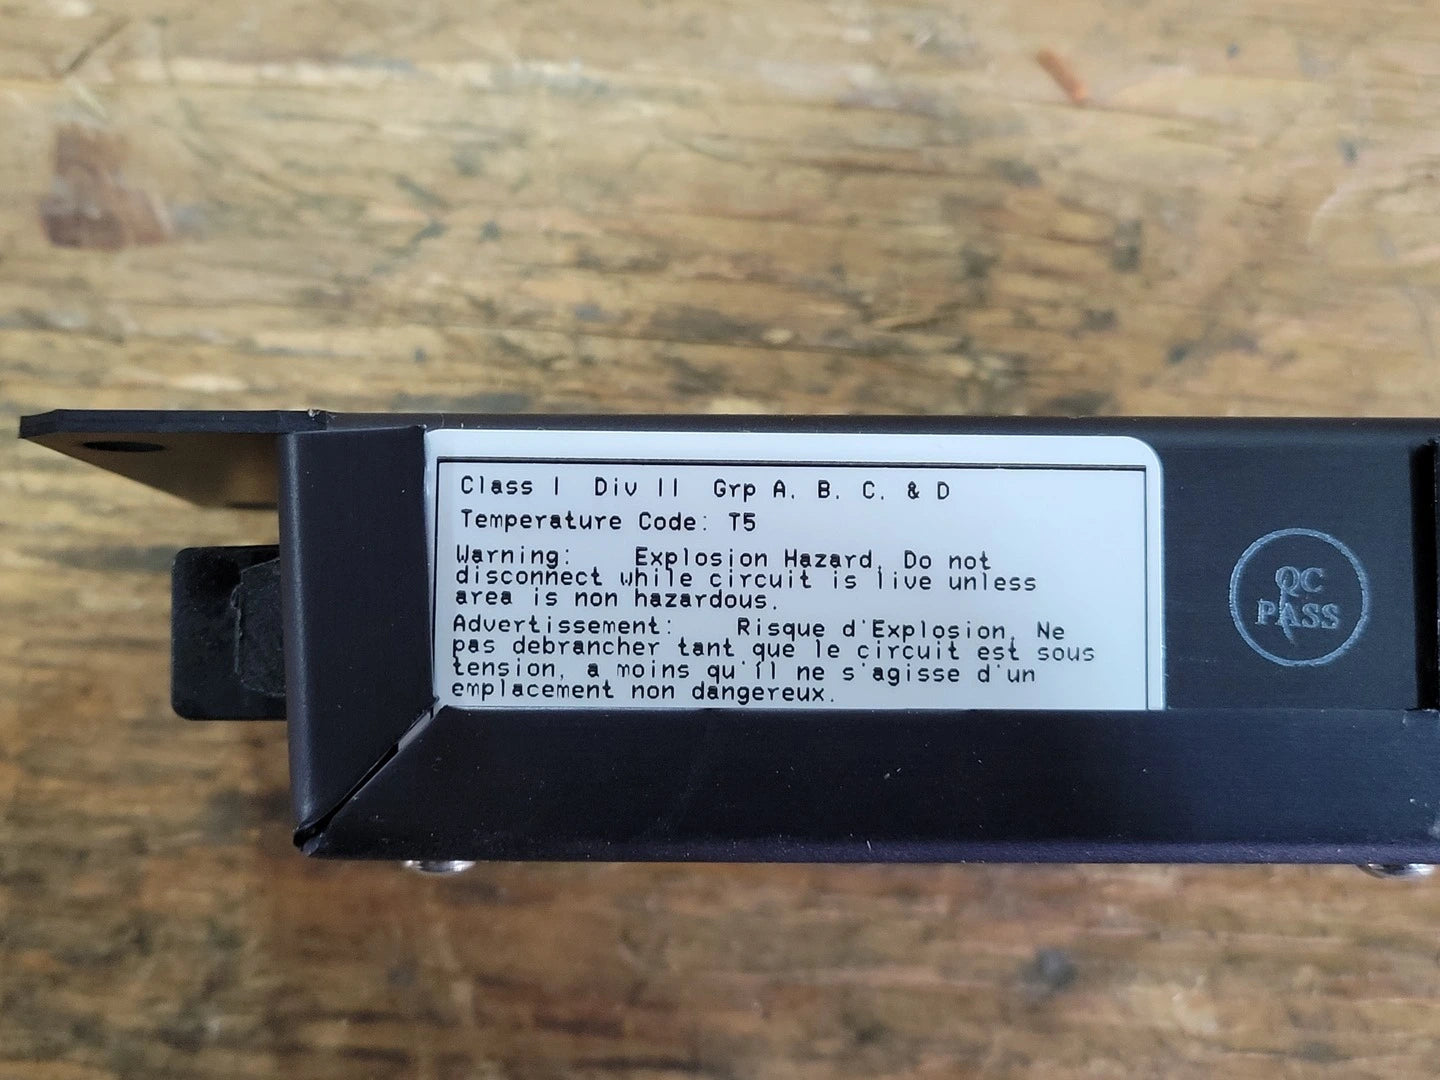 Class I Div II Grp A, B, C, & D
Temperature Code: T5
Warning: Explosion Hazard, Do not
disconnect while circuit is live unless
area is non hazardous.
Advertissement: Risque d'Explosion, Ne
pas debrancher tant que le circuit est sous
tension, a moins qu'il ne s'agisse d'un
emplacement non dangereux.
QC
PASS